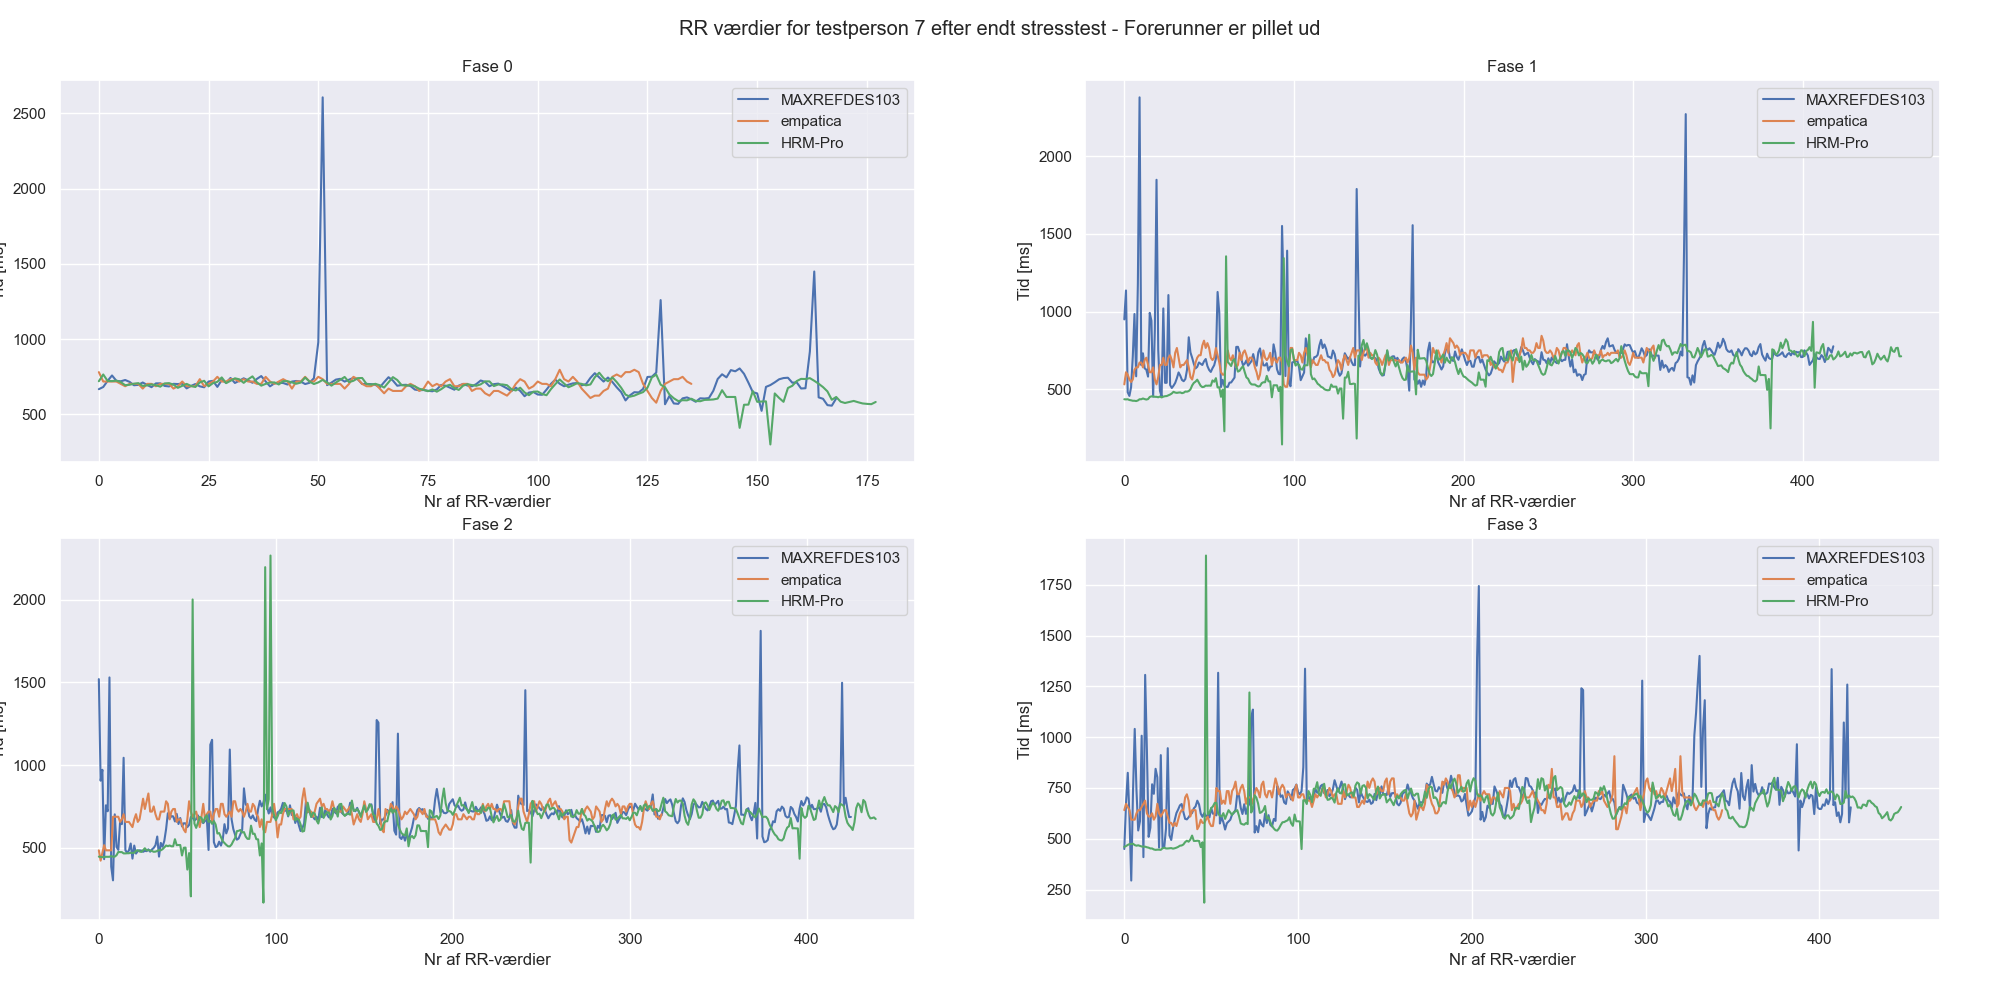 RR værdier for testperson 7 efter endt stresstest - Forerunner er pillet ud
Fase 0
MAXREFDES103
empatica
HRM-Pro
2500
2000
1500
1000
500
0 25 50 75 100 125 150 175
Nr af RR-værdier
Fase 1
MAXREFDES103
empatica
HRM-Pro
Tid [ms]
2000
1500
1000
500
0 100 200 300 400
Nr af RR-værdier
Fase 2
MAXREFDES103
empatica
HRM-Pro
2000
1500
1000
500
0 100 200 300 400
Nr af RR-værdier
Fase 3
MAXREFDES103
empatica
HRM-Pro
Tid [ms]
1750
1500
1250
1000
750
500
250
0 100 200 300 400
Nr af RR-værdier